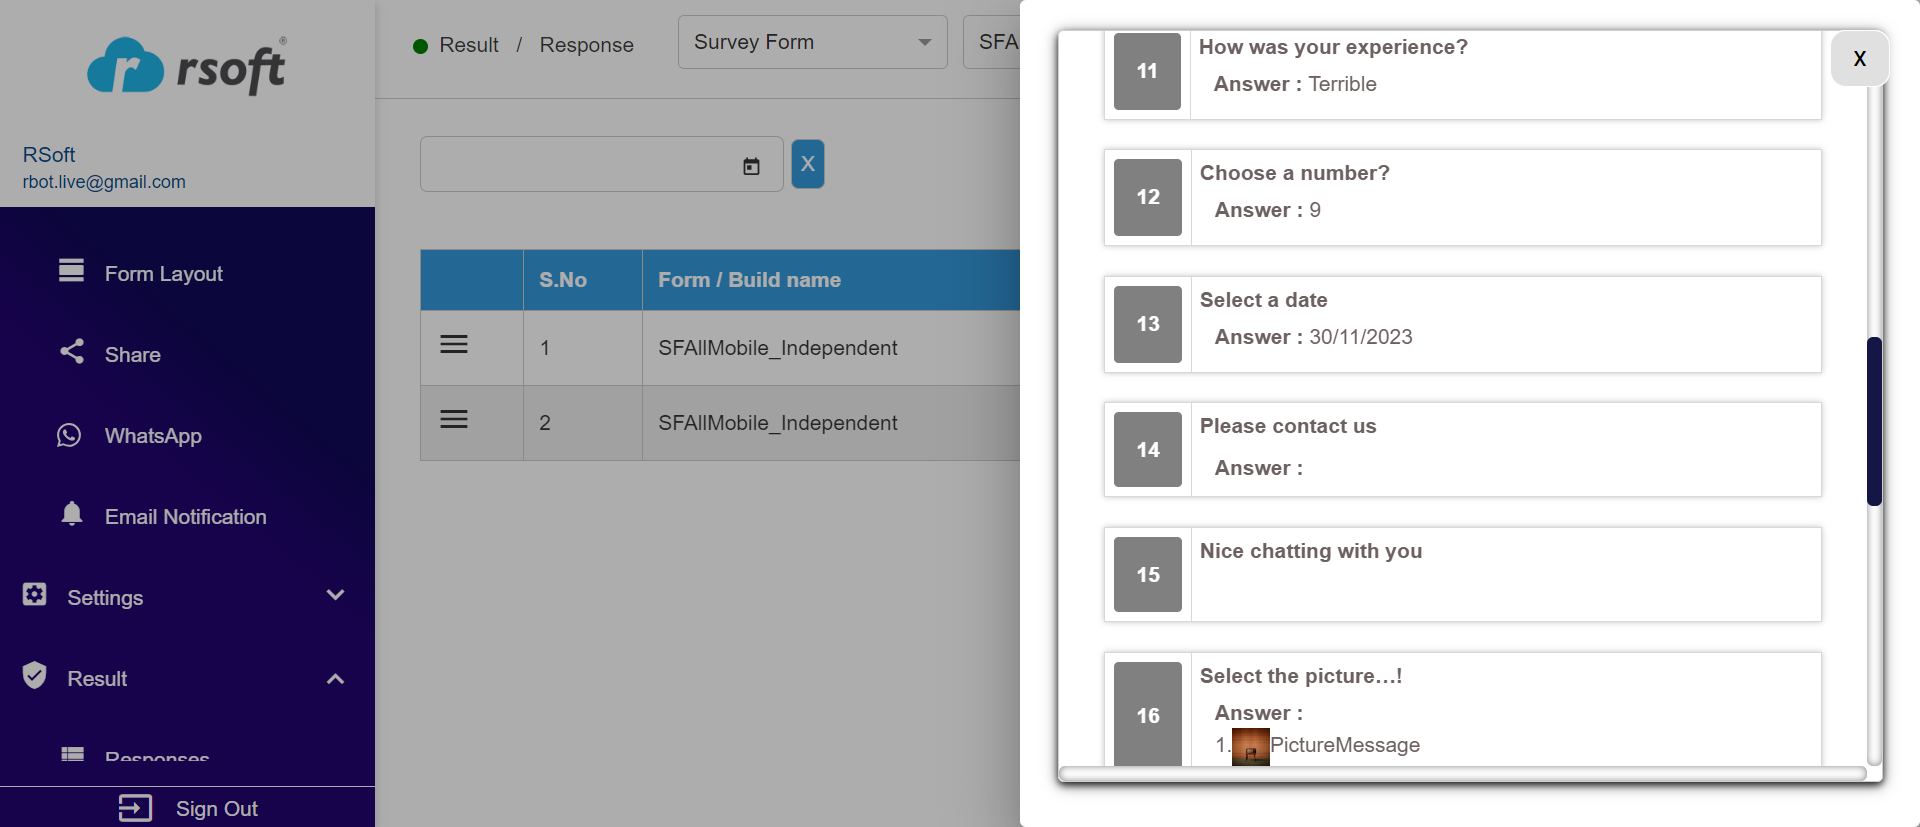 rsoft®
RSoft
rbot.live@gmail.com
Form Layout
Share
WhatsApp
Email Notification
Settings
Result
Responses
Sign Out
Result / Response
Survey Form
SFA
X
S.No
Form / Build name
1
SFAllMobile_Independent
2
SFAllMobile_Independent
X
11
How was your experience?
Answer : Terrible
12
Choose a number?
Answer : 9
13
Select a date
Answer : 30/11/2023
14
Please contact us
Answer :
15
Nice chatting with you
16
Select the picture...!
Answer :
1. PictureMessage